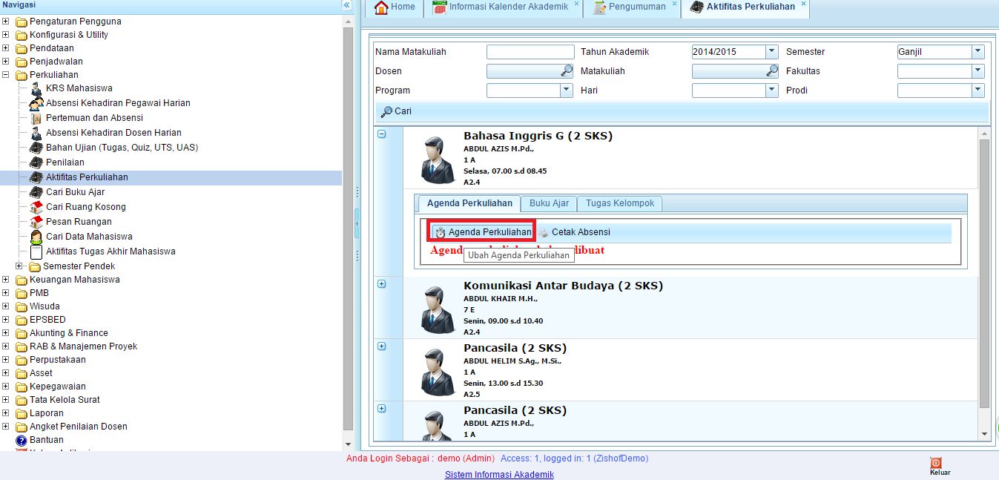 Navigasi
Pengaturan Pengguna
Konfigurasi & Utility
Pendataan
Penjadwalan
Perkuliahan
KRS Mahasiswa
Absensi Kehadiran Pegawai Harian
Pertemuan dan Absensi
Absensi Kehadiran Dosen Harian
Bahan Ujian (Tugas, Quiz, UTS, UAS)
Penilaian
Aktifitas Perkuliahan
Cari Buku Ajar
Cari Ruang Kosong
Pesan Ruangan
Cari Data Mahasiswa
Aktifitas Tugas Akhir Mahasiswa
Semester Pendek
Keuangan Mahasiswa
PMB
Wisuda
EPSBED
Akunting & Finance
RAB & Manajemen Proyek
Perpustakaan
Asset
Kepegawaian
Tata Kelola Surat
Laporan
Angket Penilaian Dosen
Bantuan
Home Informasi Kalender Akademik Pengumuman Aktifitas Perkuliahan
Nama Matakuliah Tahun Akademik 2014/2015 Semester Ganjil
Dosen Matakuliah Fakultas
Program Hari Prodi
Cari
Bahasa Inggris G (2 SKS)
ABDUL AZIS M.Pd.,
1 A
Selasa, 07.00 s.d 08.45
A2.4
Agenda Perkuliahan Buku Ajar Tugas Kelompok
Agenda Perkuliahan Cetak Absensi
Ubah Agenda Perkuliahan
Komunikasi Antar Budaya (2 SKS)
ABDUL KHAIR M.H.,
7 E
Senin, 09.00 s.d 10.40
A2.4
Pancasila (2 SKS)
ABDUL HELIM S.Ag., M.Si.,
1 A
Senin, 13.00 s.d 15.30
A2.5
Pancasila (2 SKS)
ABDUL AZIS M.Pd.,
1 A
Anda Login Sebagai : demo (Admin) Access: 1, logged in: 1 (ZishofDemo)
Sistem Informasi Akademik
Keluar